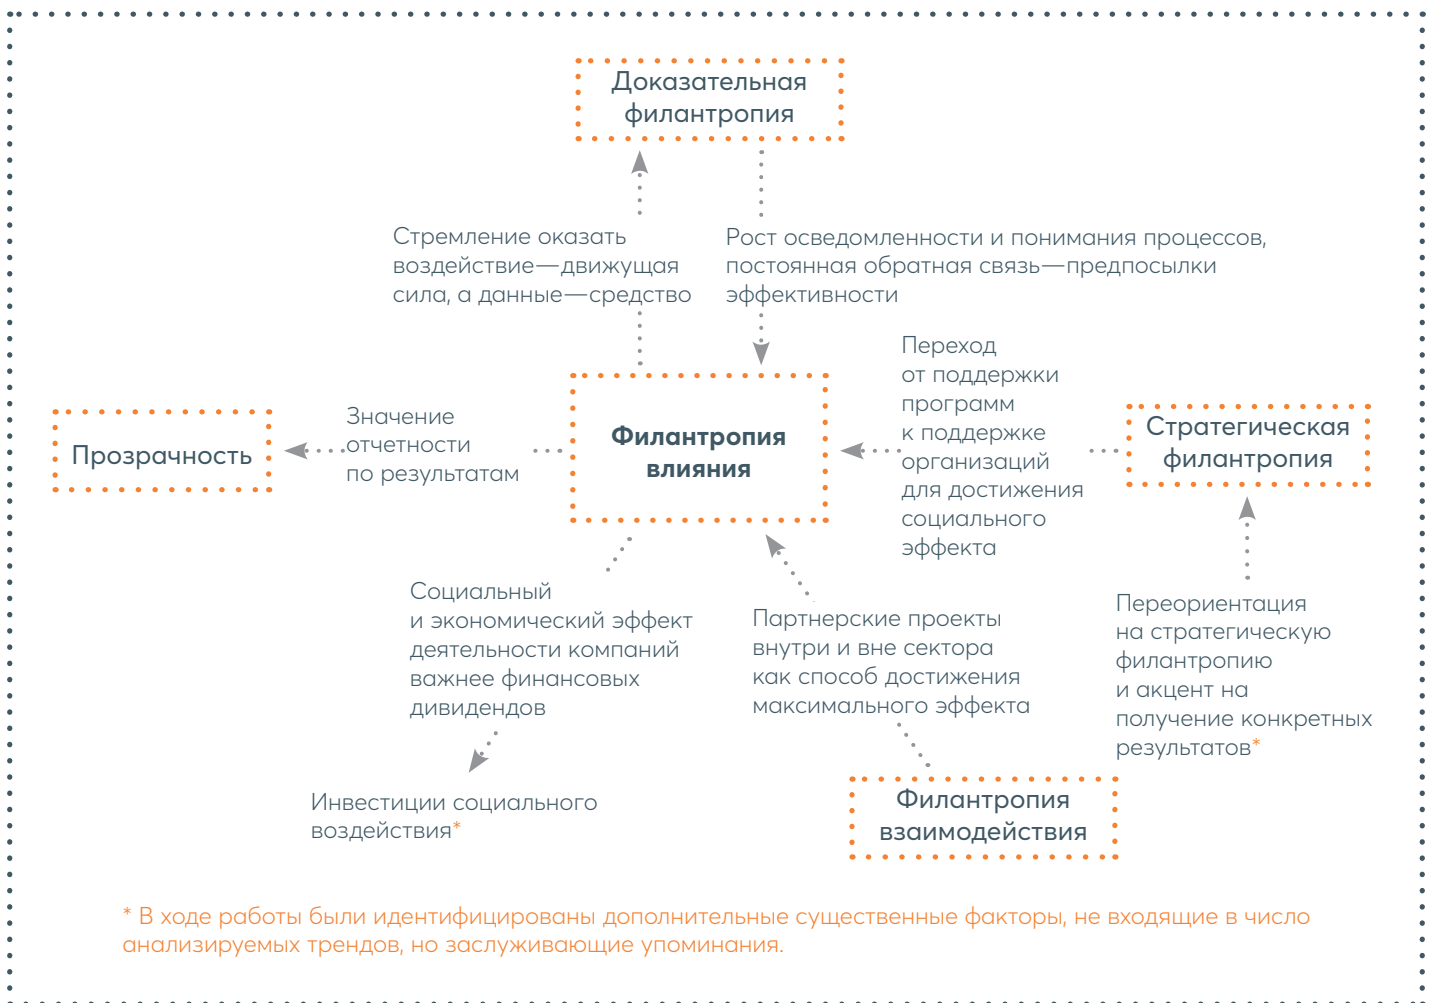 Доказательная
филантропия
Стремление оказать
воздействие—движущая
сила, а данные—средство
Рост осведомленности и понимания процессов,
постоянная обратная связь—предпосылки
эффективности
Прозрачность
Значение
отчетности
по результатам
Филантропия
влияния
Переход
от поддержки
программ
к поддержке
организаций
для достижения
социального
эффекта
Стратегическая
филантропия
Социальный
и экономический эффект
деятельности компаний
важнее финансовых
дивидендов
Партнерские проекты
внутри и вне сектора
как способ достижения
максимального эффекта
Переориентация
на стратегическую
филантропию
и акцент на
получение конкретных
результатов*
Инвестиции социального
воздействия*
Филантропия
взаимодействия
* В ходе работы были идентифицированы дополнительные существенные факторы, не входящие в число
анализируемых трендов, но заслуживающие упоминания.